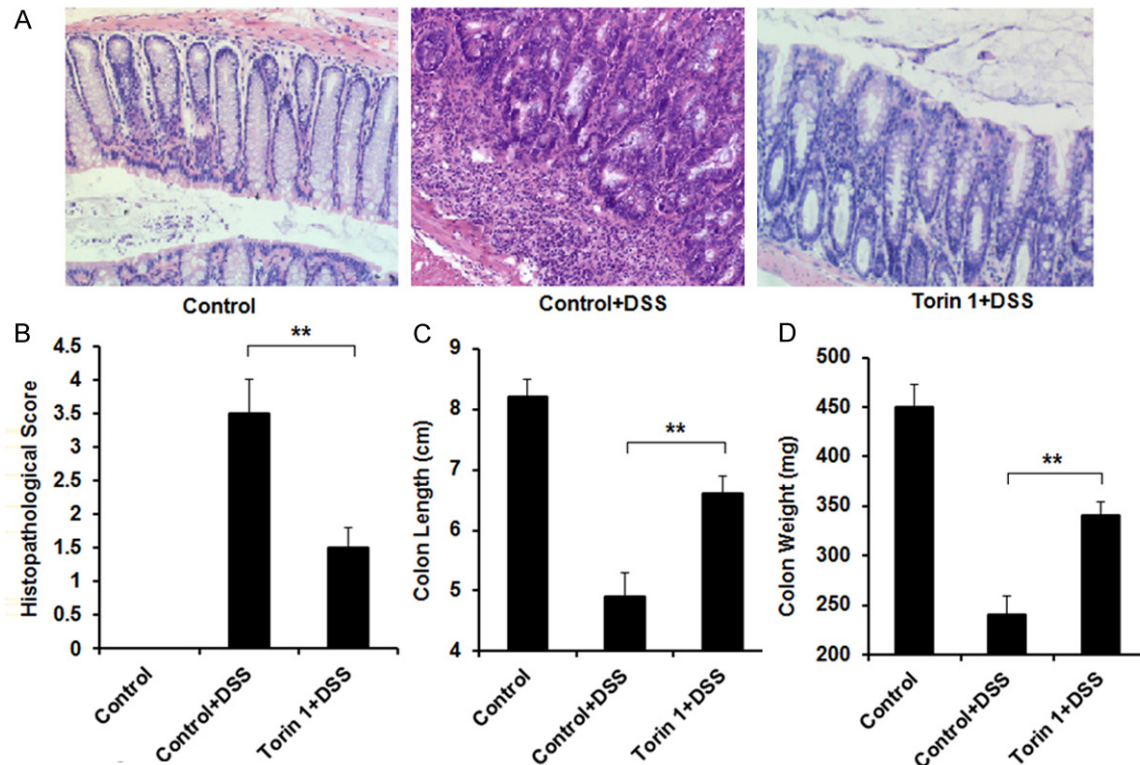 A
Control
Control+DSS
Torin 1+DSS
B
Histopathological Score
4.5
4
3.5
3
2.5
2
1.5
1
0.5
0
**
Control
Control+DSS
Torin 1+DSS
C
Colon Length (cm)
9
8
7
6
5
4
**
Control
Control+DSS
Torin 1+DSS
D
Colon Weight (mg)
500
450
400
350
300
250
200
**
Control
Control+DSS
Torin 1+DSS